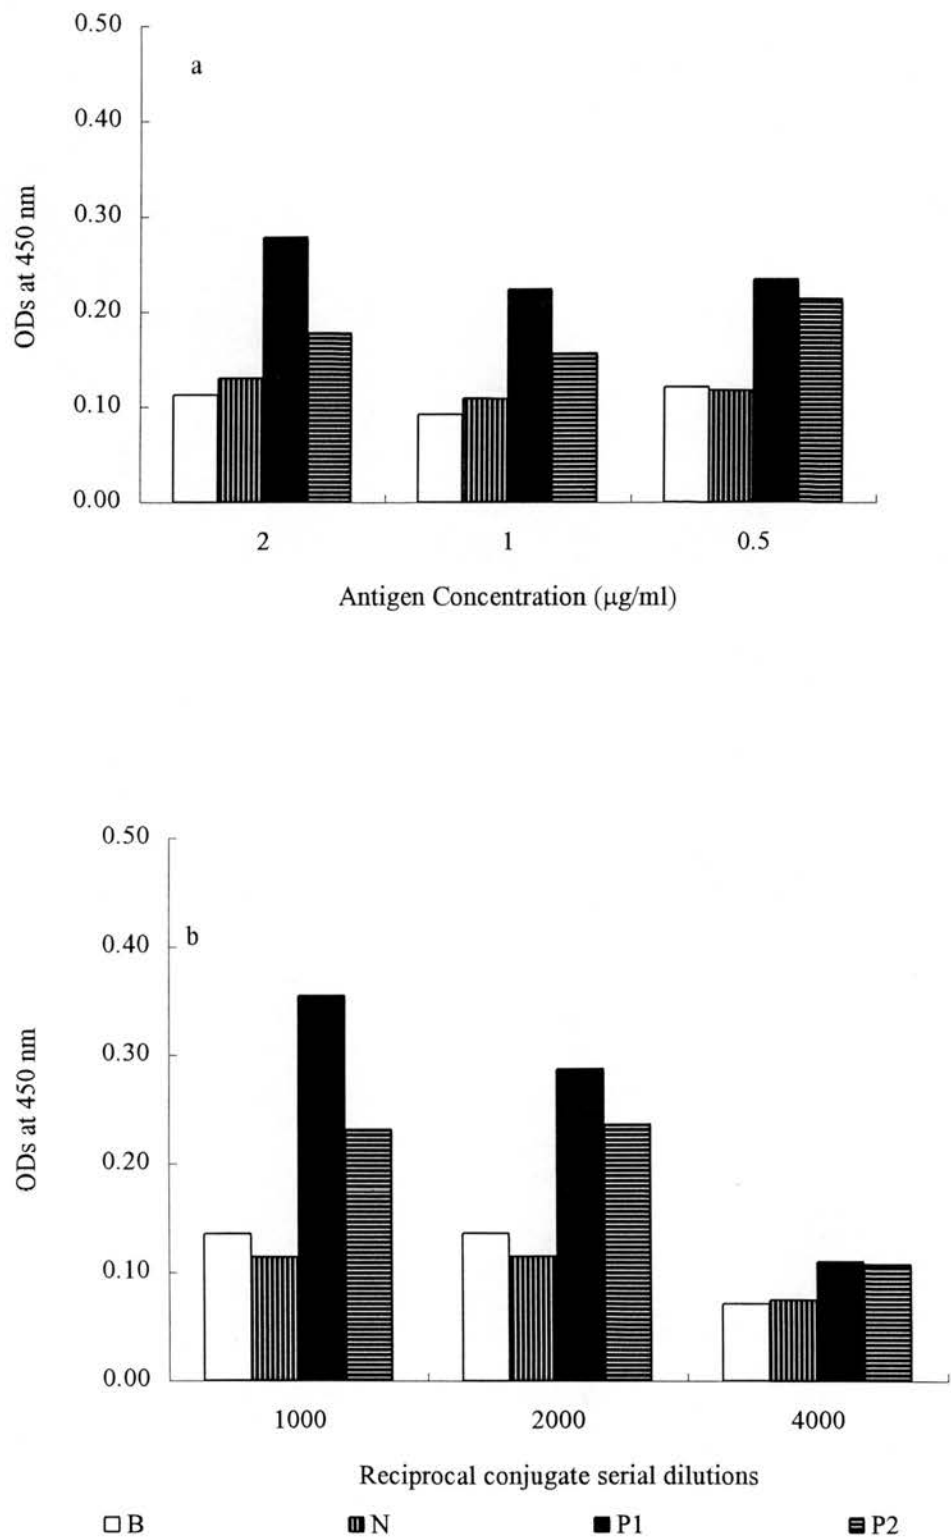 0.50
a
0.40
0.30
0.20
0.10
0.00
ODs at 450 nm
2 1 0.5
Antigen Concentration (µg/ml)
0.50
0.40
b
0.30
0.20
0.10
0.00
ODs at 450 nm
1000 2000 4000
Reciprocal conjugate serial dilutions
B N P1 P2